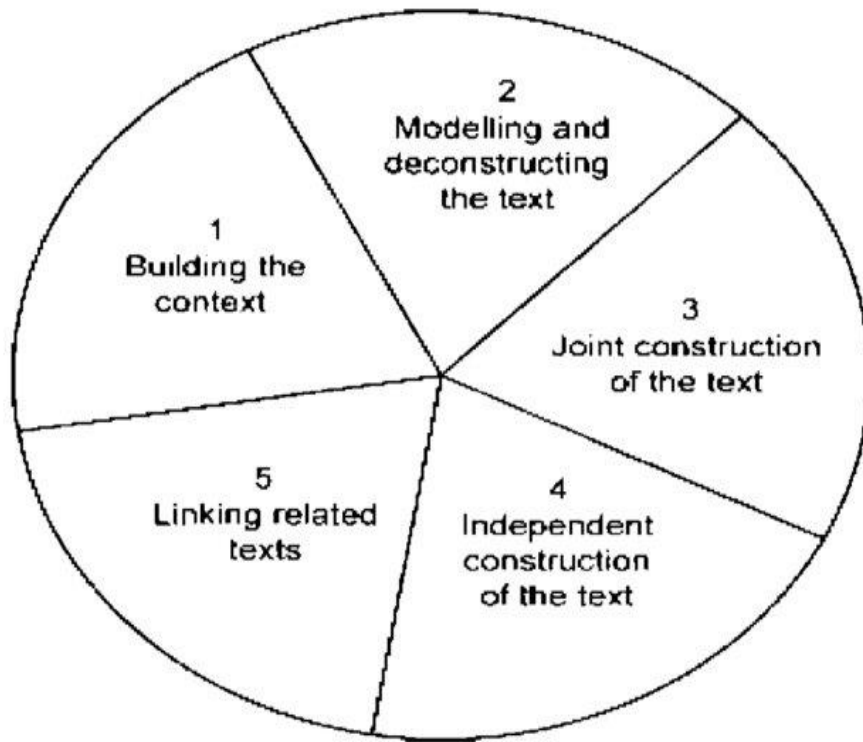 1
Building the
context
2
Modelling and
deconstructing
the text
3
Joint construction
of the text
4
Independent
construction
of the text
5
Linking related
texts